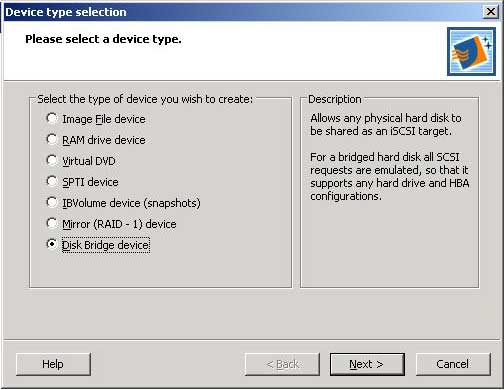 Device type selection
Please select a device type.
Select the type of device you wish to create:
Image File device
RAM drive device
Virtual DVD
SPTI device
IBVolume device (snapshots)
Mirror (RAID - 1) device
Disk Bridge device
Description
Allows any physical hard disk to
be shared as an iSCSI target.
For a bridged hard disk all SCSI
requests are emulated, so that it
supports any hard drive and HBA
configurations.
Help
< Back
Next >
Cancel